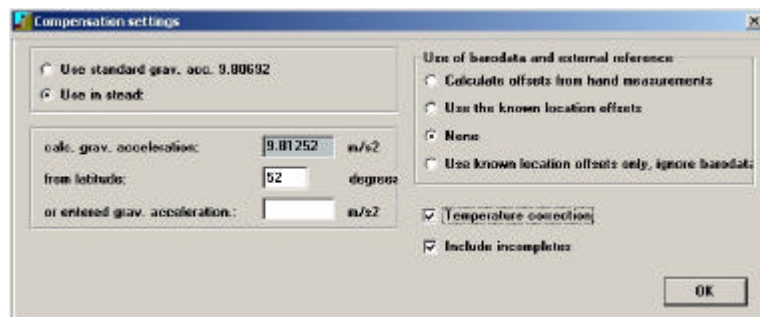 Compensation settings
Use standard grav. acc. 9.80692
Use in stead:
calc. grav. acceleration: 9.81252 m/s2
from latitude: 52 degrees
or entered grav. acceleration.: m/s2
Use of barodata and external reference
Calculate offsets from hand measurements
Use the known location offsets
None
Use known location offsets only, ignore barodata
Temperature correction
Include incompletes
OK